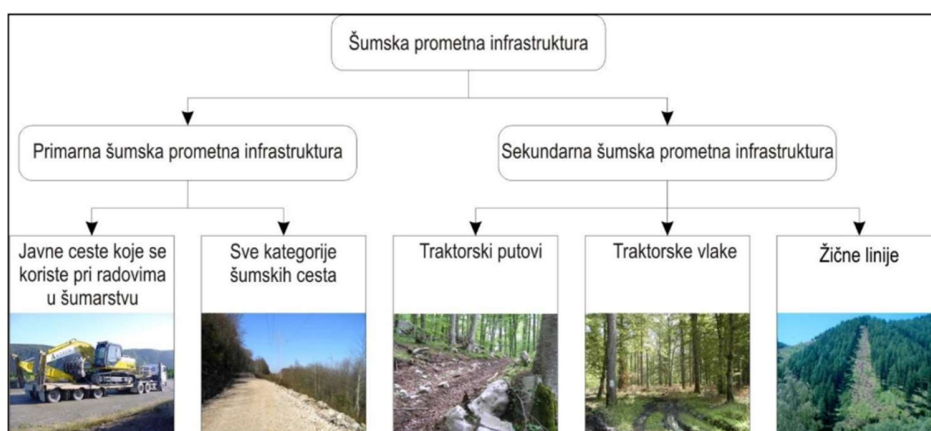 Šumska prometna infrastruktura
Primarna šumska prometna infrastruktura
Sekundarna šumska prometna infrastruktura
Javne ceste koje se
koriste pri radovima
u šumarstvu
Sve kategorije
šumskih cesta
Traktorski putovi
Traktorske vlake
Žične linije